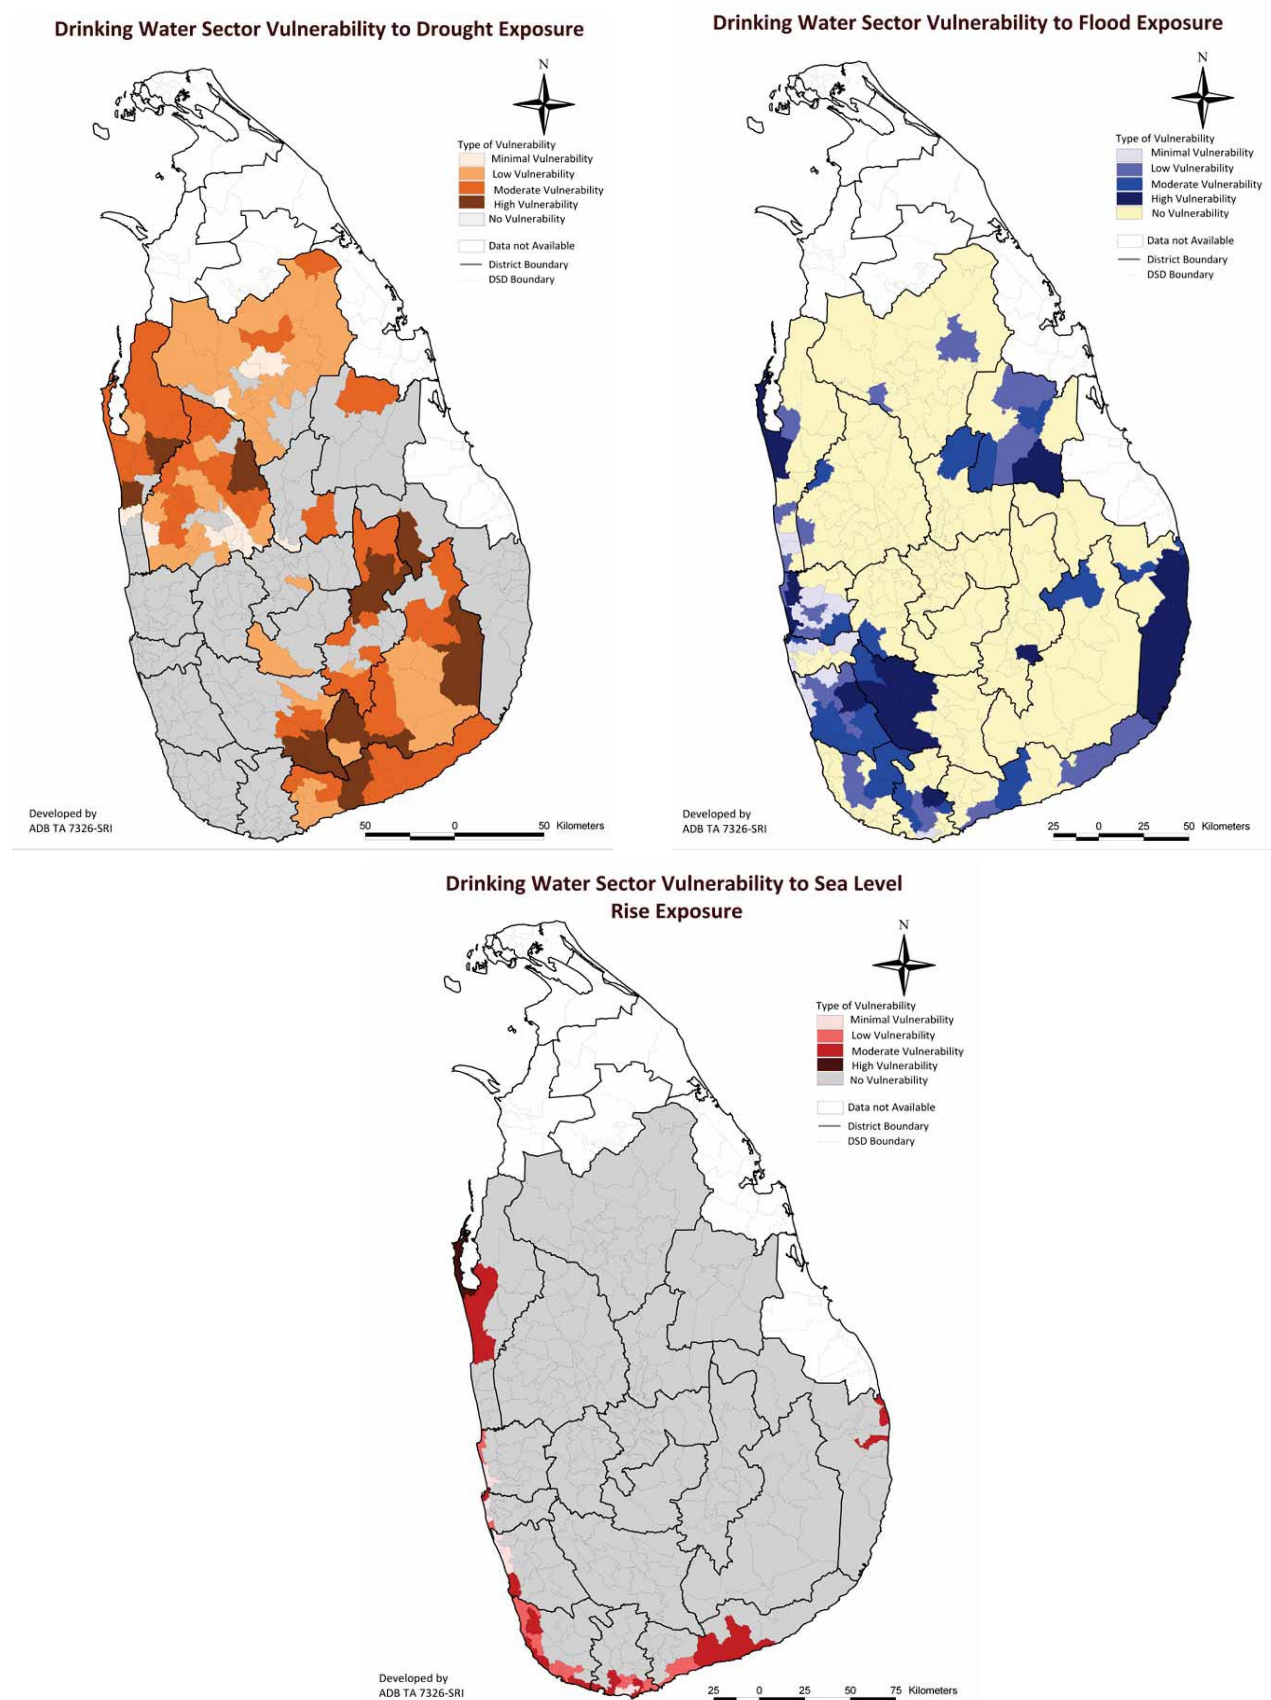 Drinking Water Sector Vulnerability to Drought Exposure
N
Type of Vulnerability
Minimal Vulnerability
Low Vulnerability
Moderate Vulnerability
High Vulnerability
No Vulnerability
Data not Available
District Boundary
DSD Boundary
Developed by
ADB TA 7326-SRI
50 0 50 Kilometers
Drinking Water Sector Vulnerability to Flood Exposure
N
Type of Vulnerability
Minimal Vulnerability
Low Vulnerability
Moderate Vulnerability
High Vulnerability
No Vulnerability
Data not Available
District Boundary
DSD Boundary
Developed by
ADB TA 7326-SRI
25 0 25 50 Kilometers
Drinking Water Sector Vulnerability to Sea Level
Rise Exposure
N
Type of Vulnerability
Minimal Vulnerability
Low Vulnerability
Moderate Vulnerability
High Vulnerability
No Vulnerability
Data not Available
District Boundary
DSD Boundary
Developed by
ADB TA 7326-SRI
25 0 25 50 75 Kilometers